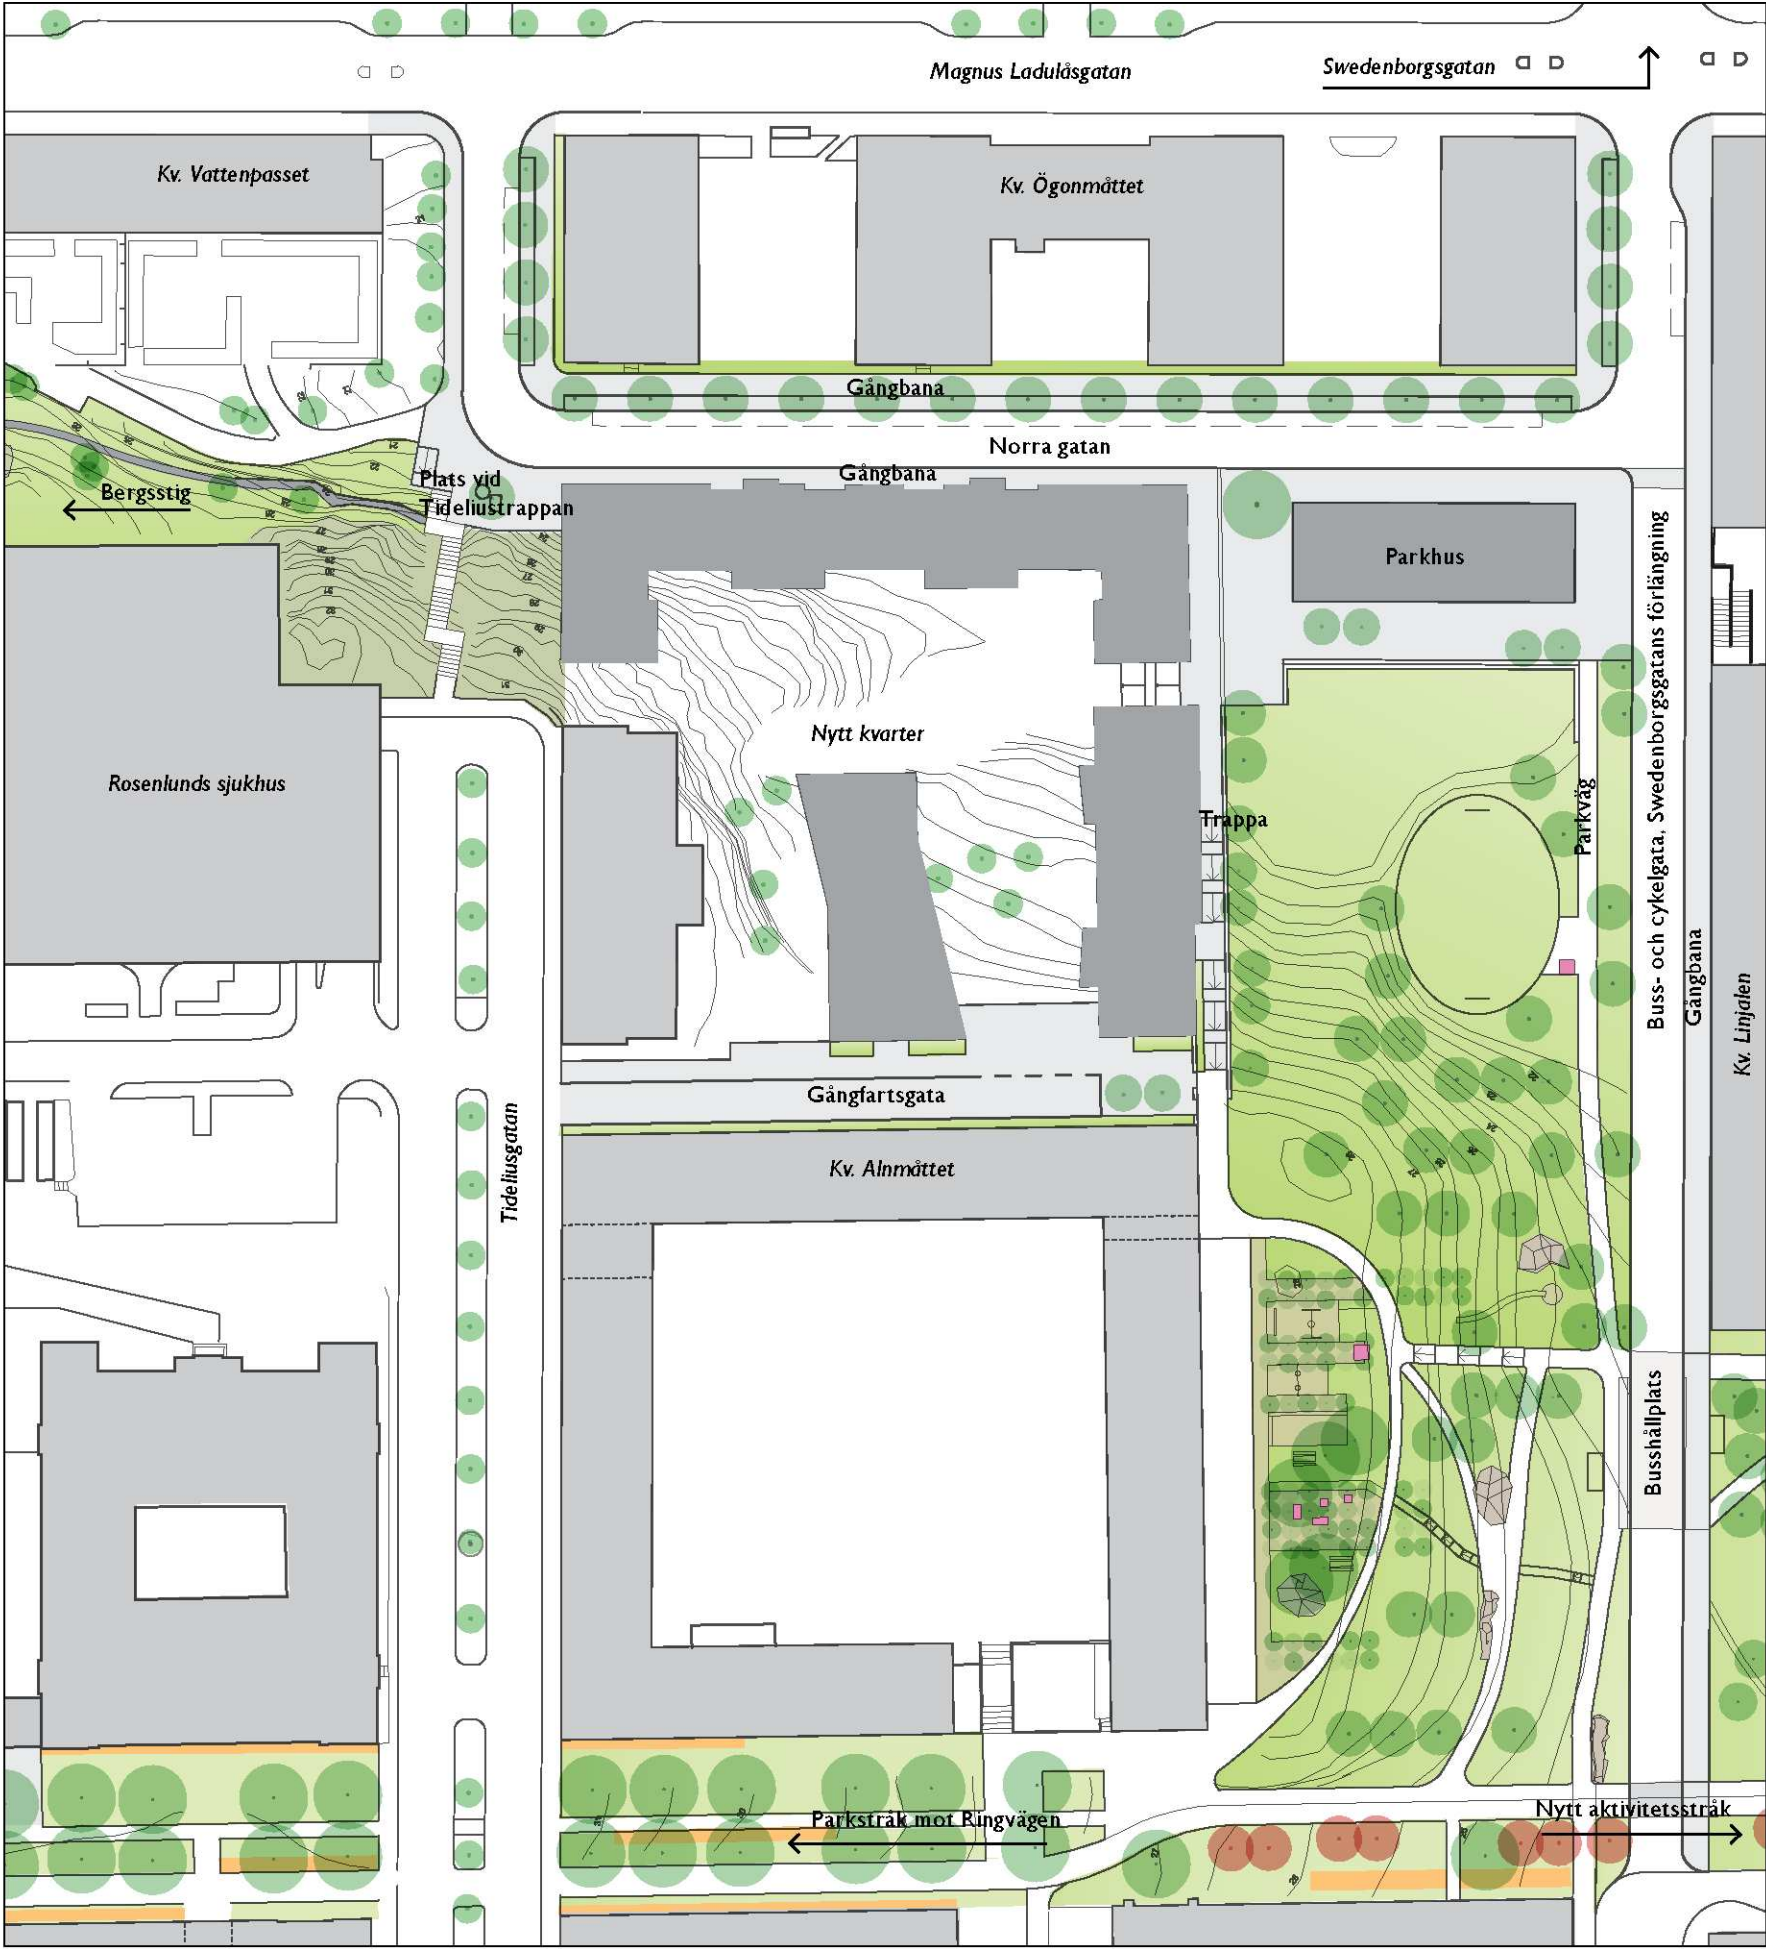 Magnus Ladulåsgatan
Swedenborgsgatan
Kv. Vattenpasset
Kv. Ögonmåttet
Gångbana
Norra gatan
Gångbana
Plats vid
Tideliustrappan
Bergsstig
Parkhus
Buss- och cykelgata, Swedenborgsgatans förlängning
Nytt kvarter
Rosenlunds sjukhus
Trappa
Parkväg
Gångbana
Kv. Linjalen
Gångfartsgata
Tideliusgatan
Kv. Alnmåttet
Busshållplats
Parkstråk mot Ringvägen
Nytt aktivitetsstråk